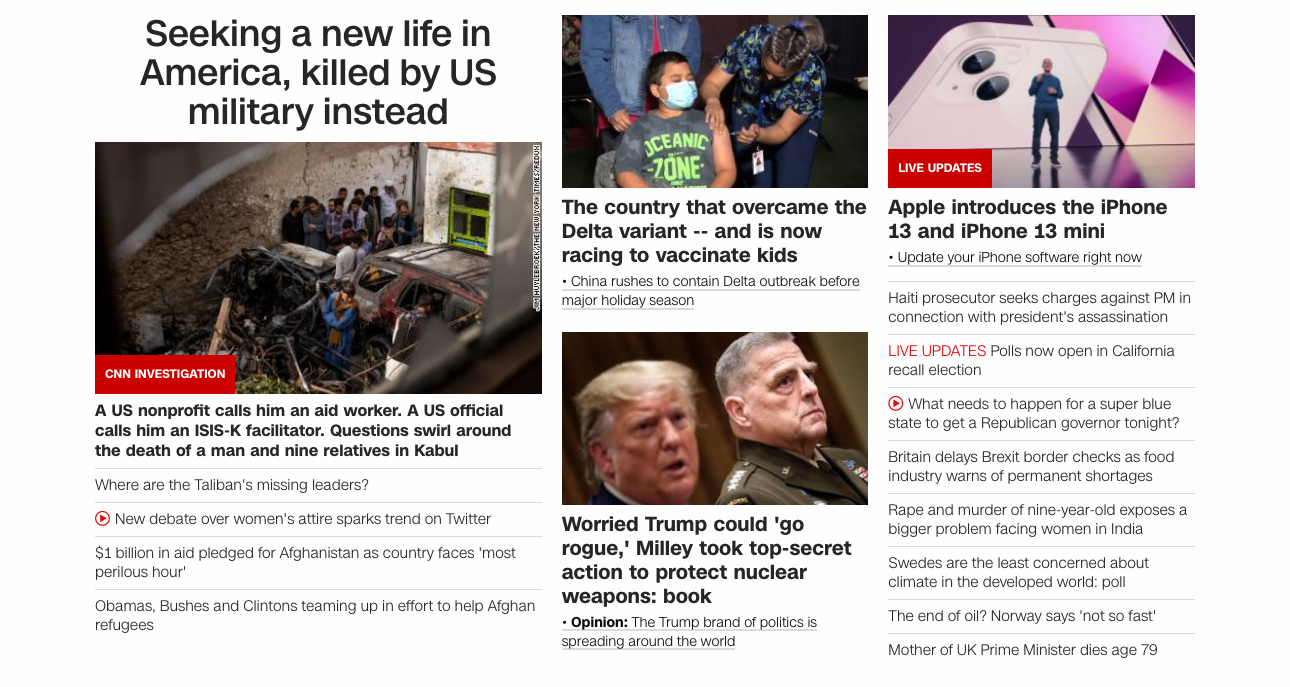 Seeking a new life in
America, killed by US
military instead
HUYLEBROEK/THE NEW YORK TIMES/REDUX
CNN INVESTIGATION
A US nonprofit calls him an aid worker. A US official
calls him an ISIS-K facilitator. Questions swirl around
the death of a man and nine relatives in Kabul
Where are the Taliban's missing leaders?
New debate over women's attire sparks trend on Twitter
$1 billion in aid pledged for Afghanistan as country faces 'most
perilous hour'
Obamas, Bushes and Clintons teaming up in effort to help Afghan
refugees
OCEANIC
ZONE
The country that overcame the
Delta variant -- and is now
racing to vaccinate kids
• China rushes to contain Delta outbreak before
major holiday season
Worried Trump could 'go
rogue,' Milley took top-secret
action to protect nuclear
weapons: book
• Opinion: The Trump brand of politics is
spreading around the world
LIVE UPDATES
Apple introduces the iPhone
13 and iPhone 13 mini
• Update your iPhone software right now
Haiti prosecutor seeks charges against PM in
connection with president's assassination
LIVE UPDATES Polls now open in California
recall election
What needs to happen for a super blue
state to get a Republican governor tonight?
Britain delays Brexit border checks as food
industry warns of permanent shortages
Rape and murder of nine-year-old exposes a
bigger problem facing women in India
Swedes are the least concerned about
climate in the developed world: poll
The end of oil? Norway says 'not so fast'
Mother of UK Prime Minister dies age 79